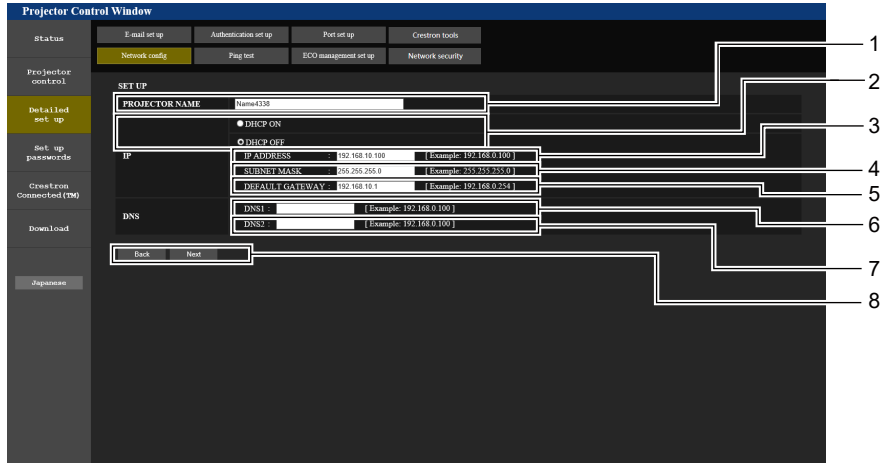 Projector Control Window
Status
Projector
control
Detailed
set up
Set up
passwords
Crestron
Connected(TM)
Download
Japanese
E-mail set up Authentication set up Port set up Crestron tools
Network config Ping test ECO management set up Network security
SET UP
PROJECTOR NAME Name4338
DHCP ON
DHCP OFF
IP
IP ADDRESS : 192.168.10.100 [ Example: 192.168.0.100 ]
SUBNET MASK : 255.255.255.0 [ Example: 255.255.255.0 ]
DEFAULT GATEWAY : 192.168.10.1 [ Example: 192.168.0.254 ]
DNS
DNS1 : [ Example: 192.168.0.100 ]
DNS2 : [ Example: 192.168.0.100 ]
Back Next
1
2
3
4
5
6
7
8